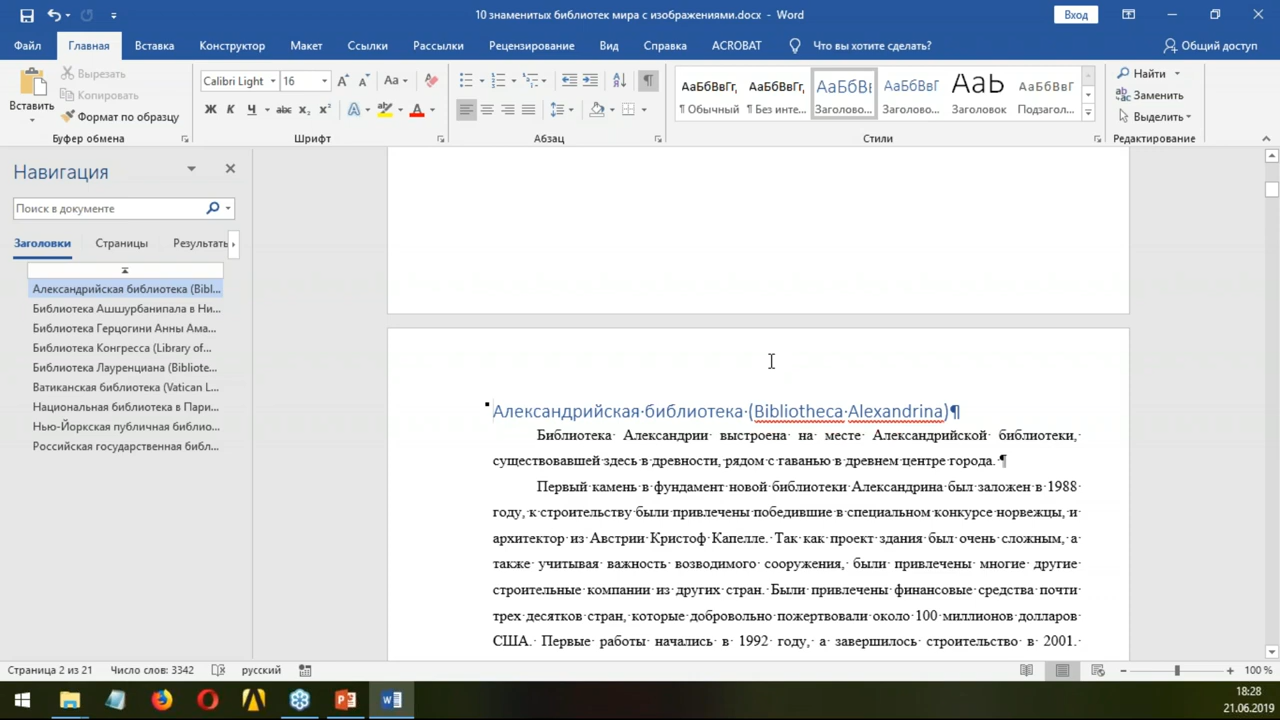 10 знаменитых библиотек мира с изображениями.docx - Word
Вход
Файл Главная Вставка Конструктор Макет Ссылки Рассылки Рецензирование Вид Справка ACROBAT Что вы хотите сделать? Общий доступ
Вставить
Вырезать
Копировать
Формат по образцу
Буфер обмена
Calibri Light 16
Шрифт
Абзац
АаБбВвГг, АаБбВвГг, АаБбВг АаБбВвГ АаЬ АаБбВвГ
¶ Обычный ¶ Без инте... Заголово... Заголово... Заголовок Подзагол...
Стили
Найти
Заменить
Выделить
Редактирование
Навигация
Поиск в документе
Заголовки Страницы Результать
Александрийская библиотека (Bibl...
Библиотека Ашшурбанипала в Ни...
Библиотека Герцогини Анны Ама...
Библиотека Конгресса (Library of...
Библиотека Лауренциана (Bibliote...
Ватиканская библиотека (Vatican L...
Национальная библиотека в Пари...
Нью-Йоркская публичная библио...
Российская государственная библ...
Александрийская библиотека (Bibliotheca Alexandrina)¶
Библиотека Александрии выстроена на месте Александрийской библиотеки,
существовавшей здесь в древности, рядом с гаванью в древнем центре города. ¶
Первый камень в фундамент новой библиотеки Александрина был заложен в 1988
году, к строительству были привлечены победившие в специальном конкурсе норвежцы, и
архитектор из Австрии Кристоф Капелле. Так как проект здания был очень сложным, а
также учитывая важность возводимого сооружения, были привлечены многие другие
строительные компании из других стран. Были привлечены финансовые средства почти
трех десятков стран, которые добровольно пожертвовали около 100 миллионов долларов
США. Первые работы начались в 1992 году, а завершилось строительство в 2001.
Страница 2 из 21 Число слов: 3342 русский 100 %
18:28
21.06.2019